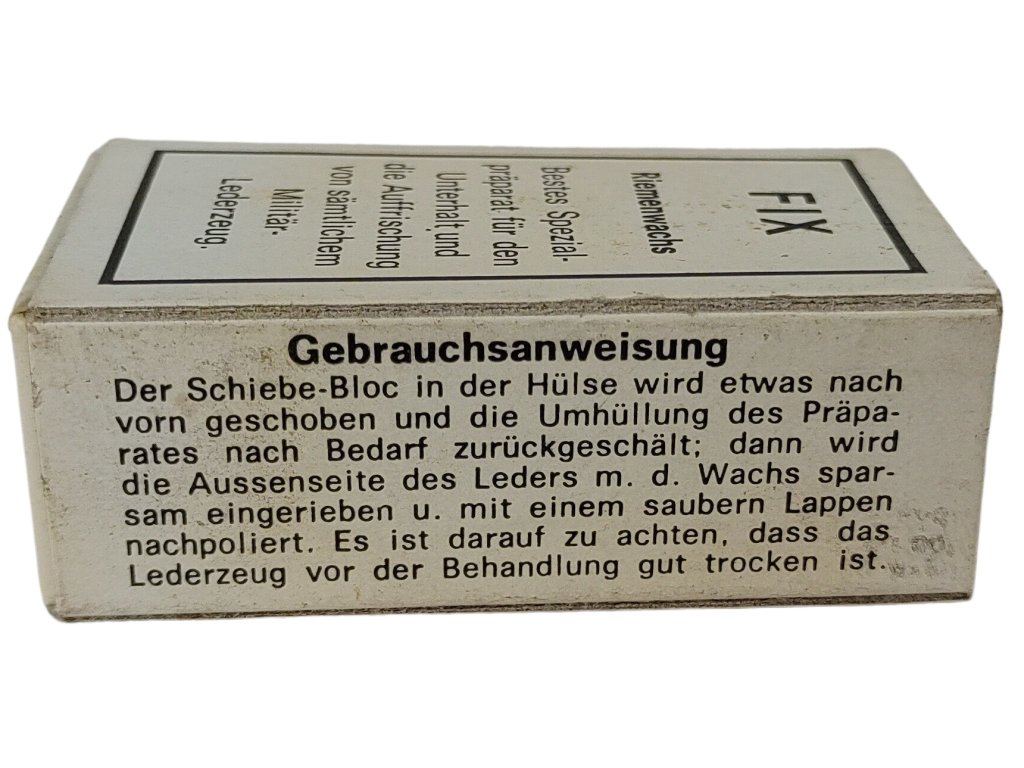 FIX
Riemenwachs
Bestes Spezial-
präparat für den
Unterhalt und
die Auffrischung
von sämtlichem
Militär-
Lederzeug.
Gebrauchsanweisung
Der Schiebe-Bloc in der Hülse wird etwas nach
vorn geschoben und die Umhüllung des Präpa-
rates nach Bedarf zurückgeschält; dann wird
die Aussenseite des Leders m. d. Wachs spar-
sam eingerieben u. mit einem saubern Lappen
nachpoliert. Es ist darauf zu achten, dass das
Lederzeug vor der Behandlung gut trocken ist.